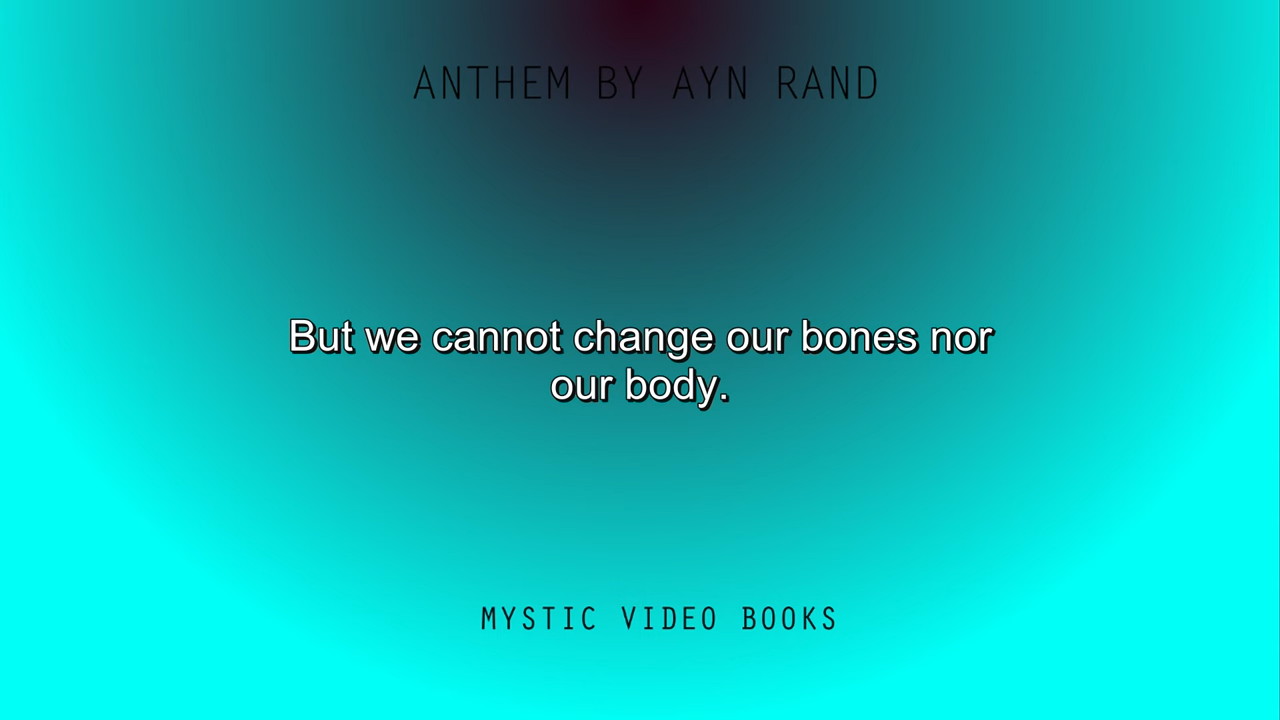 ANTHEM BY AYN RAND
But we cannot change our bones nor
our body.
MYSTIC VIDEO BOOKS